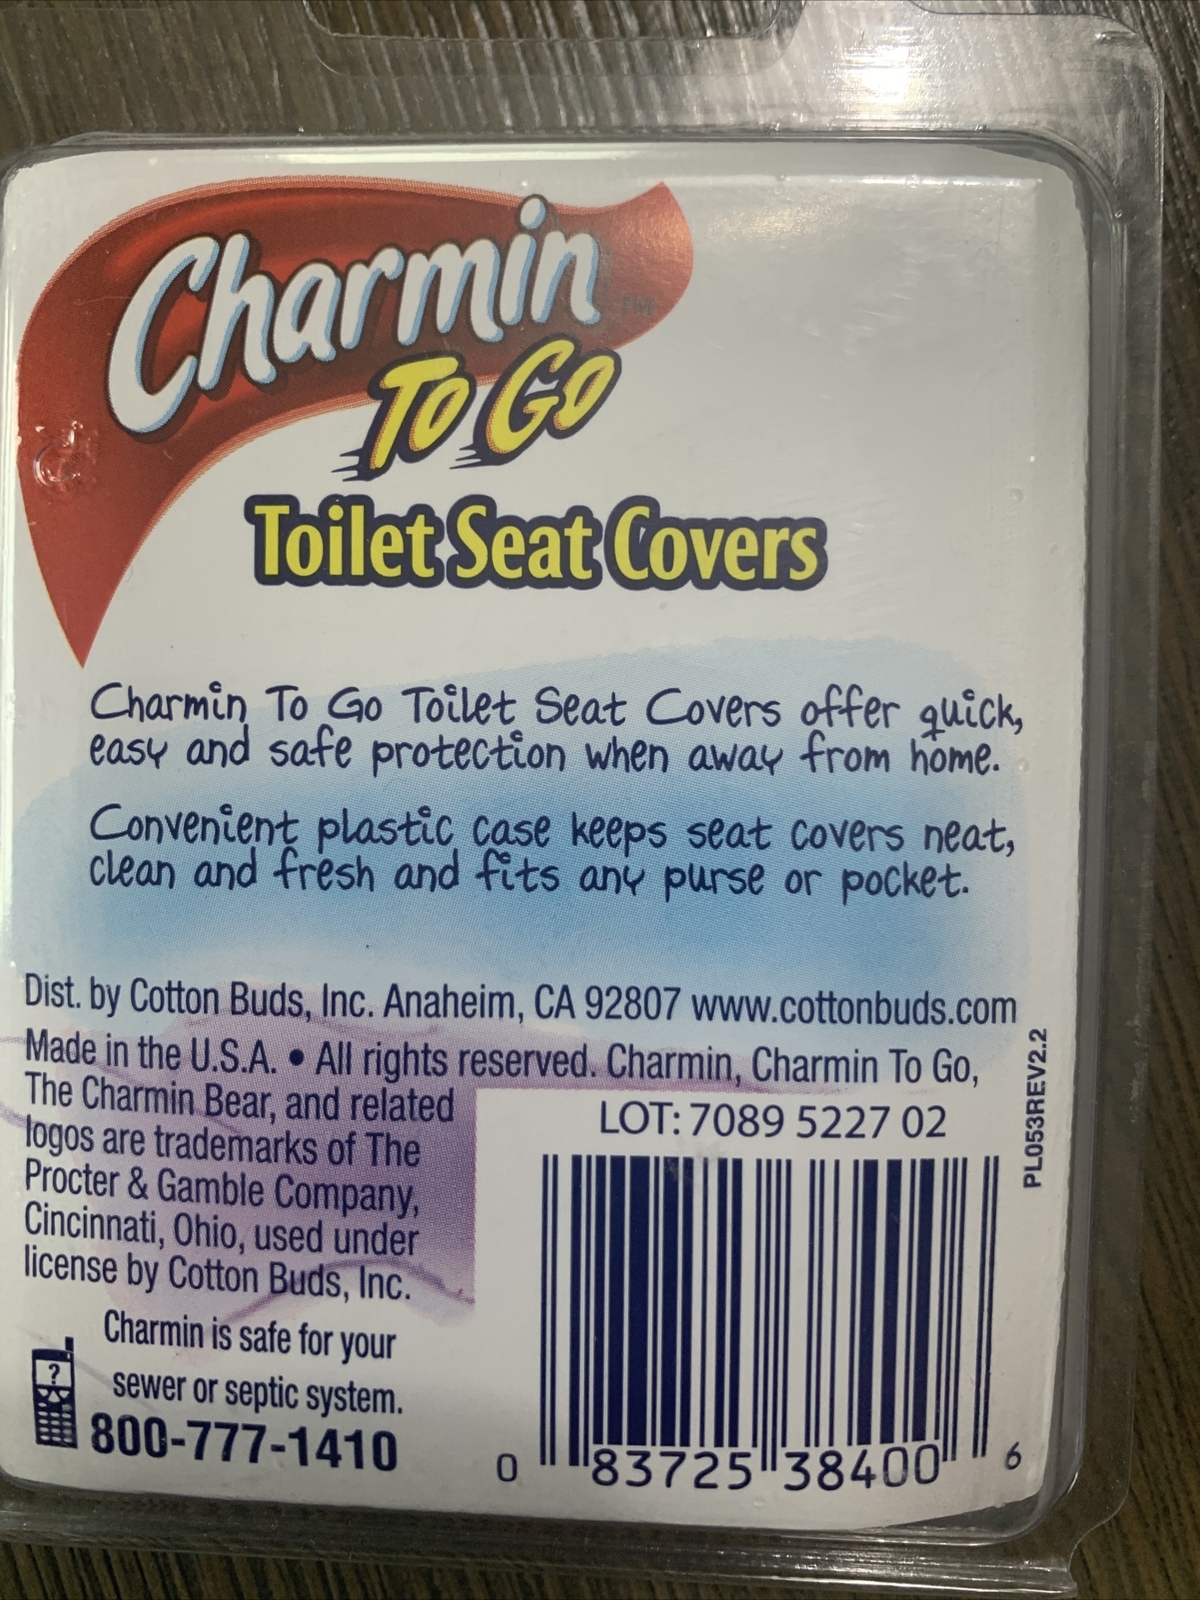 Charmin™
To Go
Toilet Seat Covers
Charmin To Go Toilet Seat Covers offer quick,
easy and safe protection when away from home.
Convenient plastic case keeps seat covers neat,
clean and fresh and fits any purse or pocket.
Dist. by Cotton Buds, Inc. Anaheim, CA 92807 www.cottonbuds.com
Made in the U.S.A. • All rights reserved. Charmin, Charmin To Go,
The Charmin Bear, and related
logos are trademarks of The
Procter & Gamble Company,
Cincinnati, Ohio, used under
license by Cotton Buds, Inc.
Charmin is safe for your
sewer or septic system.
?
800-777-1410
LOT: 7089 5227 02
0 83725 38400 6
PL053REV2.2